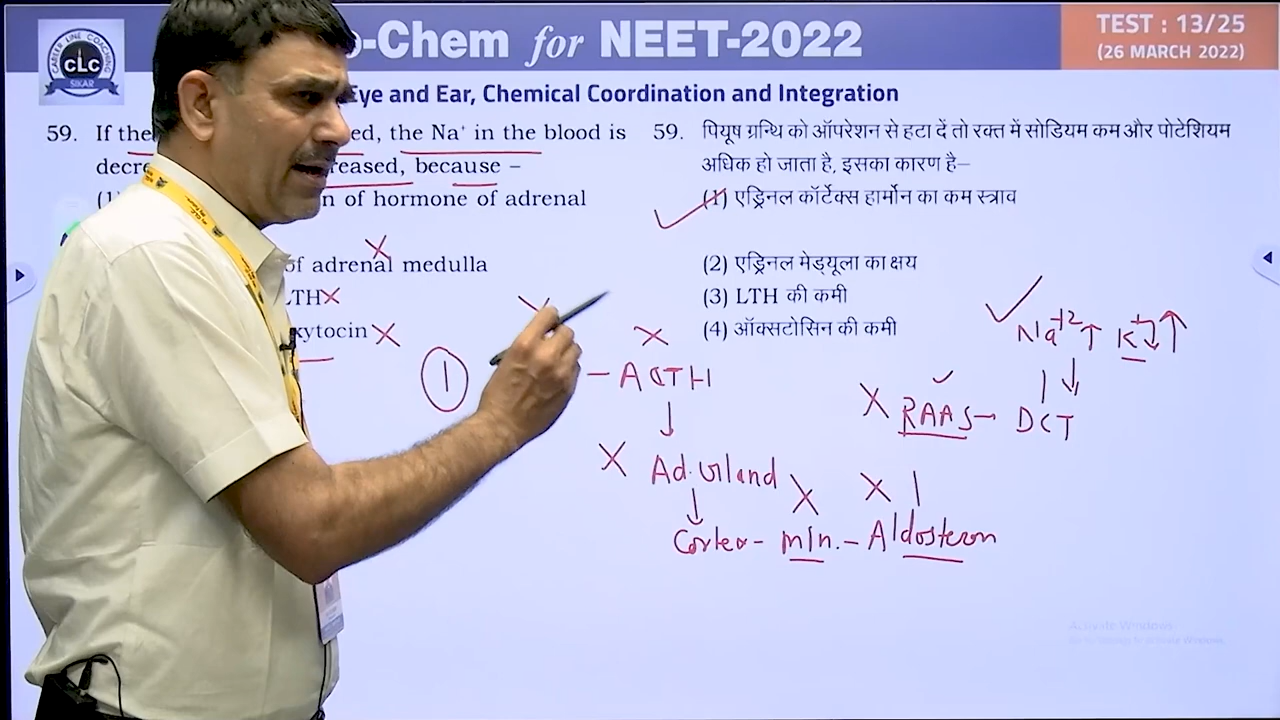 -Chem for NEET-2022
TEST : 13/25
(26 MARCH 2022)
CAREER LINE COACHING
CLC
SIKAR
Eye and Ear, Chemical Coordination and Integration
59. If the ed, the Na⁺ in the blood is
decre reased, because –
(1) n of hormone of adrenal
of adrenal medulla
LTH
xytocin
59. पियूष ग्रन्थि को ऑपरेशन से हटा दें तो रक्त में सोडियम कम और पोटेशियम
अधिक हो जाता है, इसका कारण है–
(1) एड्रिनल कॉर्टेक्स हार्मोन का कम स्त्राव
(2) एड्रिनल मेड्यूला का क्षय
(3) LTH की कमी
(4) ऑक्सटोसिन की कमी
Na⁺² ↑ K⁺ ↓ ↑
1
– ACTH
RAAS – DCT
Ad. gland
Cortex – min. – Aldosteron
Activate Windows